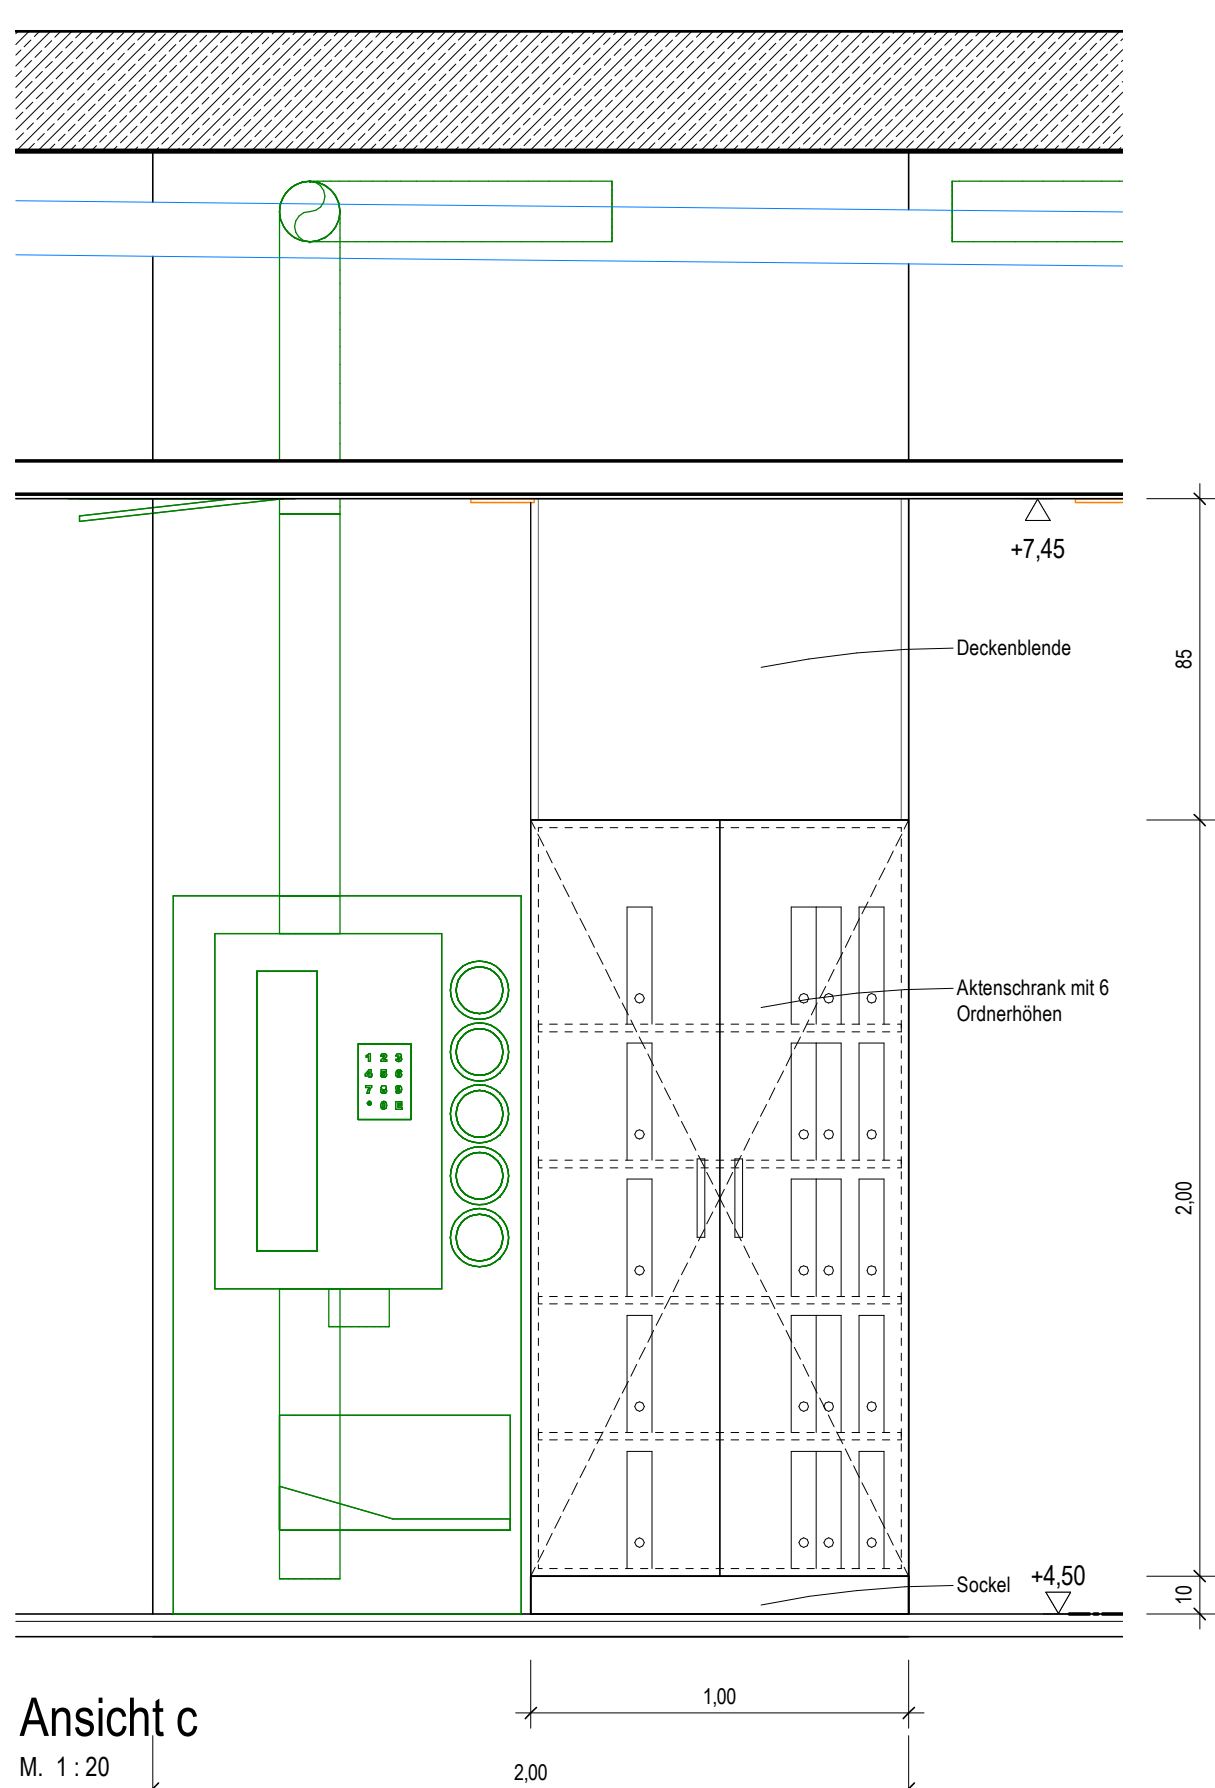 +7,45
Deckenblende
85
Aktenschrank mit 6
Ordnerhöhen
1 2 3
4 5 6
7 8 9
* 0 E
2,00
Sockel
+4,50
10
1,00
Ansicht c
M. 1 : 20
2,00